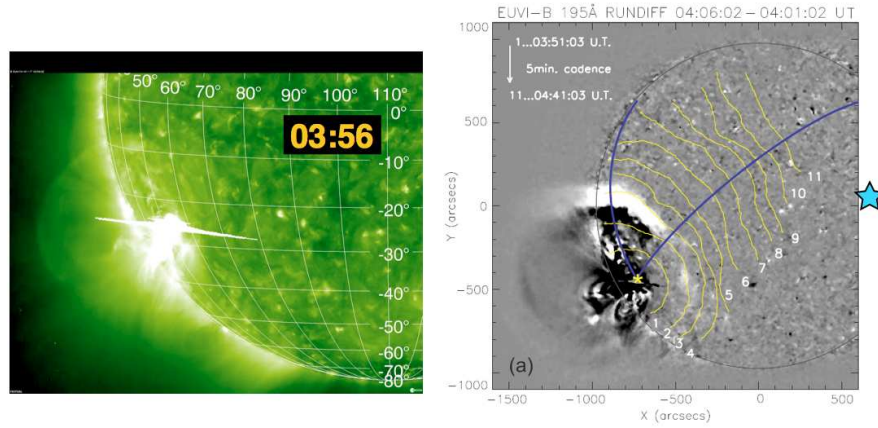 50° 60° 70° 80° 90° 100° 110°
0°
03:56
-10°
-20°
-30°
-40°
-50°
-60°
-70°
-80°
EUVI-B 195Å RUNDIFF 04:06:02 – 04:01:02 UT
1...03:51:03 U.T.
5min. cadence
11...04:41:03 U.T.
1000
500
0
-500
-1000
Y (arcsecs)
11
10
9
8
7
6
5
1
2
3
4
(a)
-1500 -1000 -500 0 500
X (arcsecs)